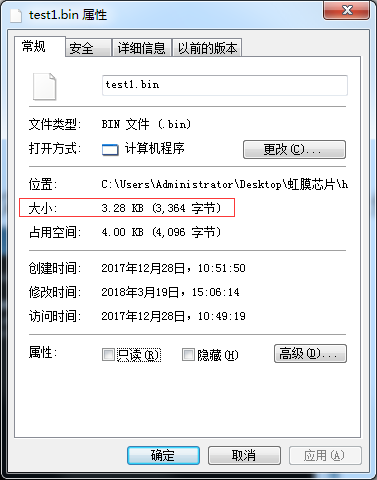 test1.bin 属性
常规 安全 详细信息 以前的版本
test1.bin
文件类型: BIN 文件 (.bin)
打开方式: 计算机程序 更改(C)...
位置: C:\Users\Administrator\Desktop\虹膜芯片\h
大小: 3.28 KB (3,364 字节)
占用空间: 4.00 KB (4,096 字节)
创建时间: 2017年12月28日, 10:51:50
修改时间: 2018年3月19日, 15:06:14
访问时间: 2017年12月28日, 10:49:19
属性: 只读(R) 隐藏(H) 高级(D)...
确定 取消 应用(A)